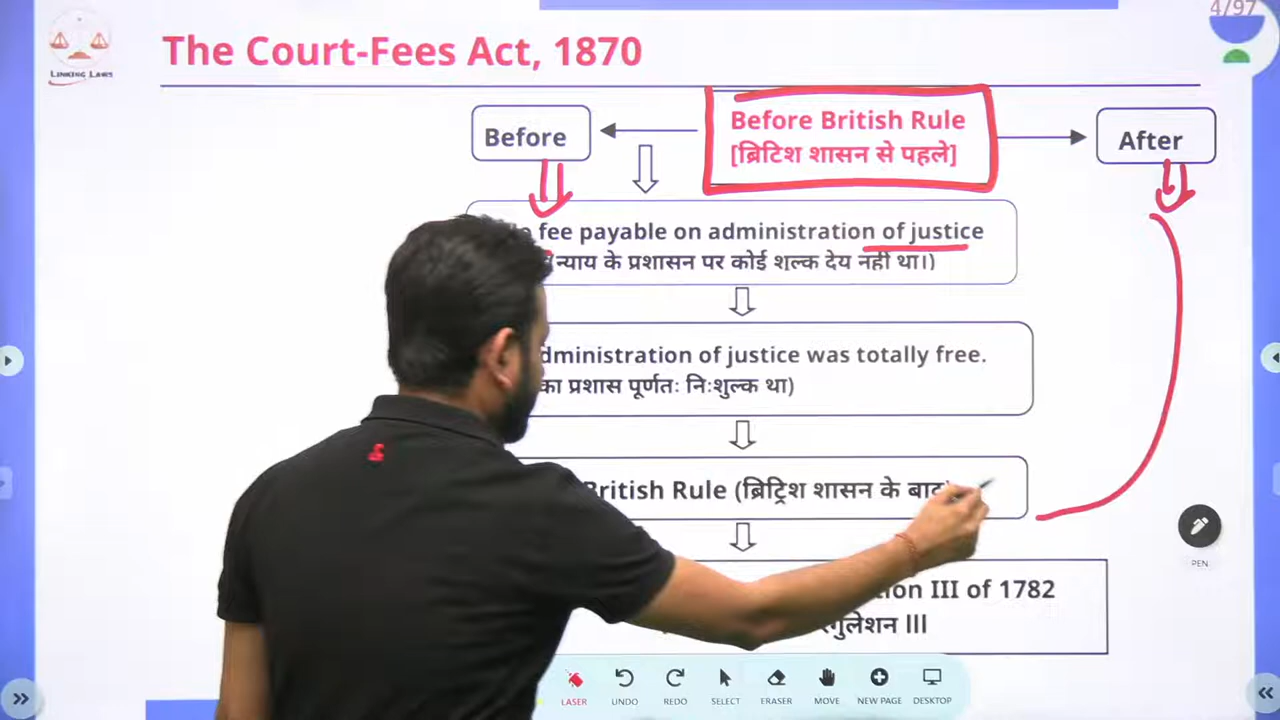 4/97
LINKING LAWS
The Court-Fees Act, 1870
Before
Before British Rule
[ब्रिटिश शासन से पहले]
After
fee payable on administration of justice
न्याय के प्रशासन पर कोई शुल्क देय नहीं था।)
dministration of justice was totally free.
का प्रशास पूर्णतः निःशुल्क था)
British Rule (ब्रिट्रिश शासन के बाद)
III of 1782
III
PEN
LASER
UNDO
REDO
SELECT
ERASER
MOVE
NEW PAGE
DESKTOP